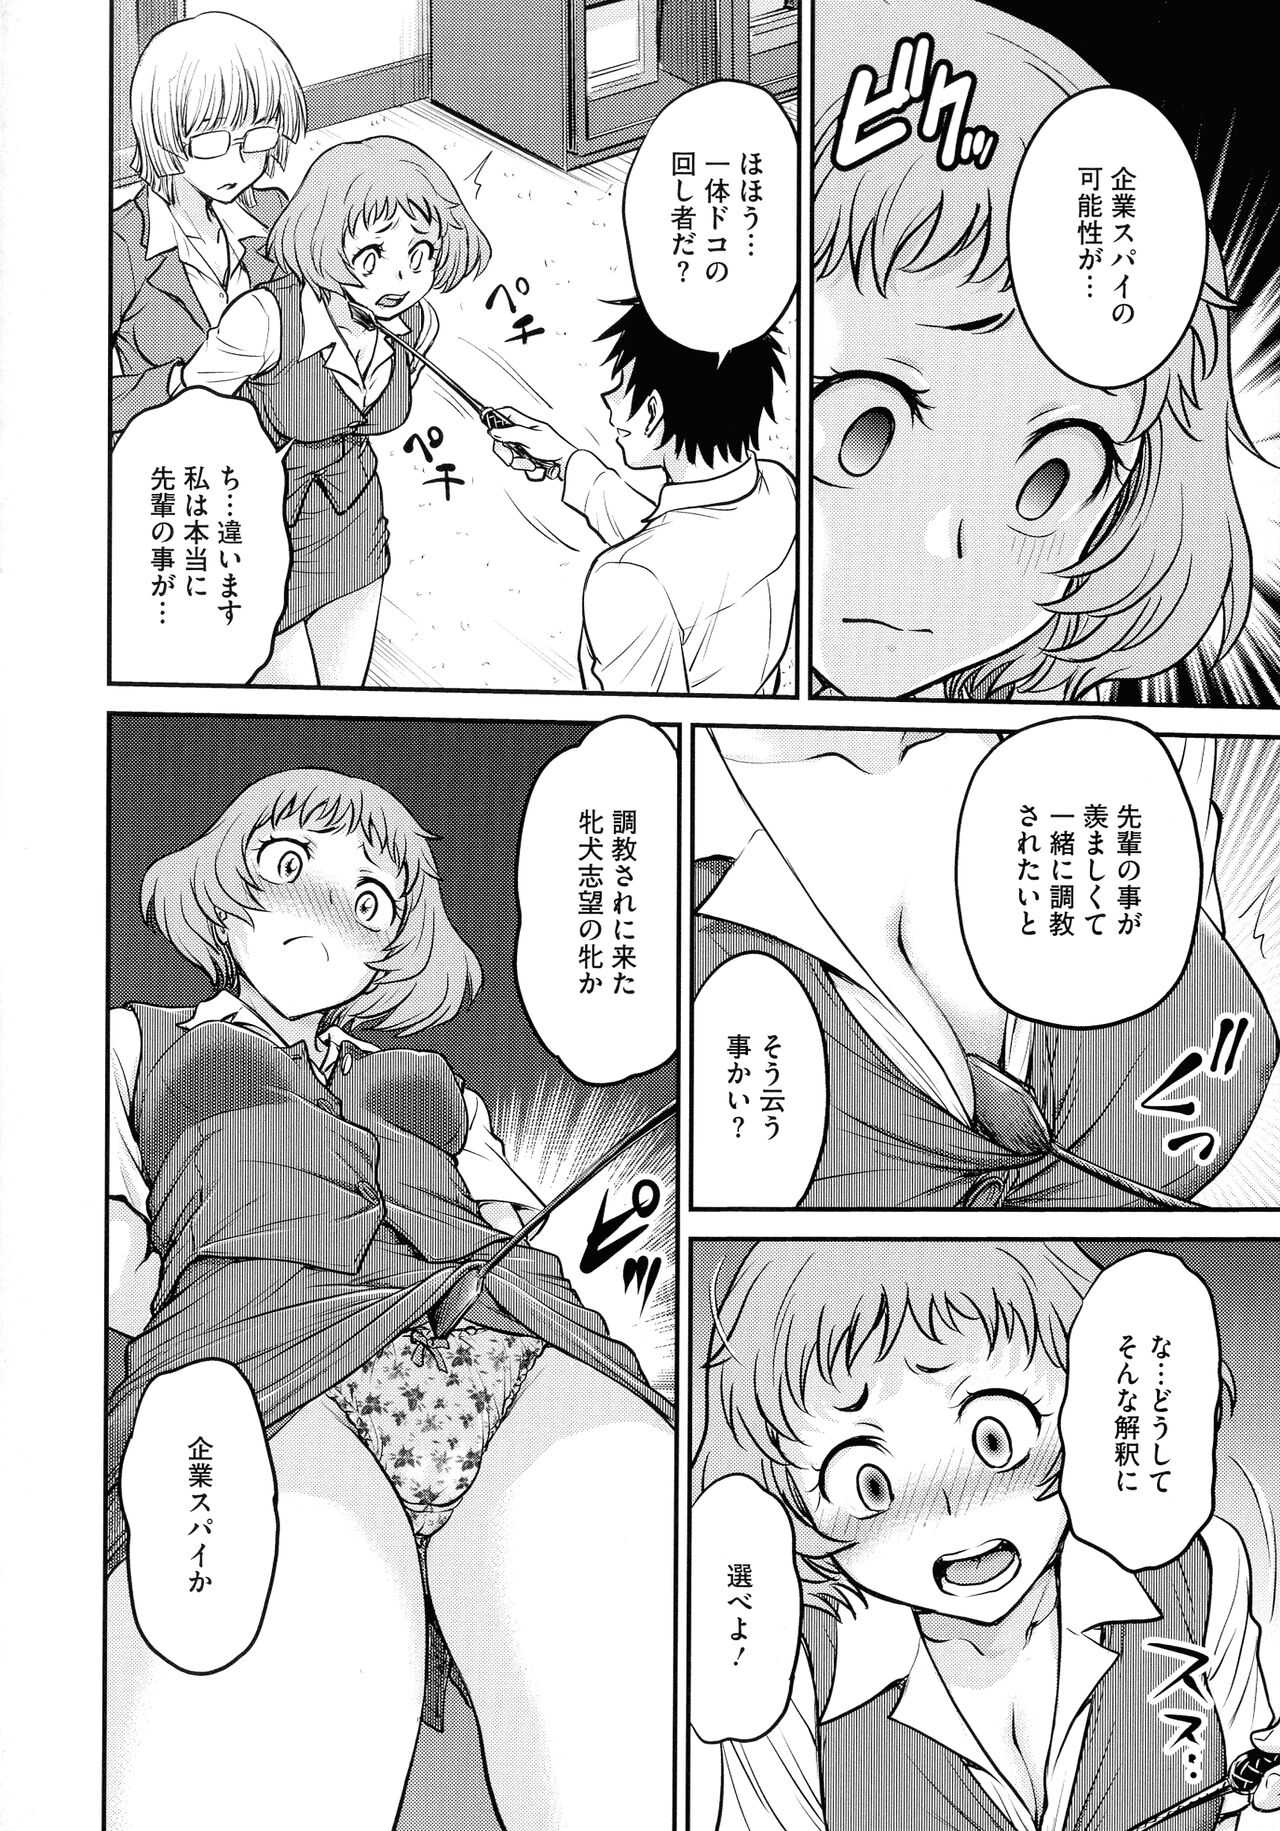 企業スパイの
可能性が…
ビクッ
ほほう…
一体ドコの
回し者だ?
ペチ
ペチ
ち…違います
私は本当に
先輩の事が…
先輩の事が
羨ましくて
一緒に調教
されたいと
ぐっ
そう云う
事かい?
な…どうして
そんな解釈に
スス…
選べよ!
調教されに来た
牝犬志望の牝か
ピッ
企業スパイか